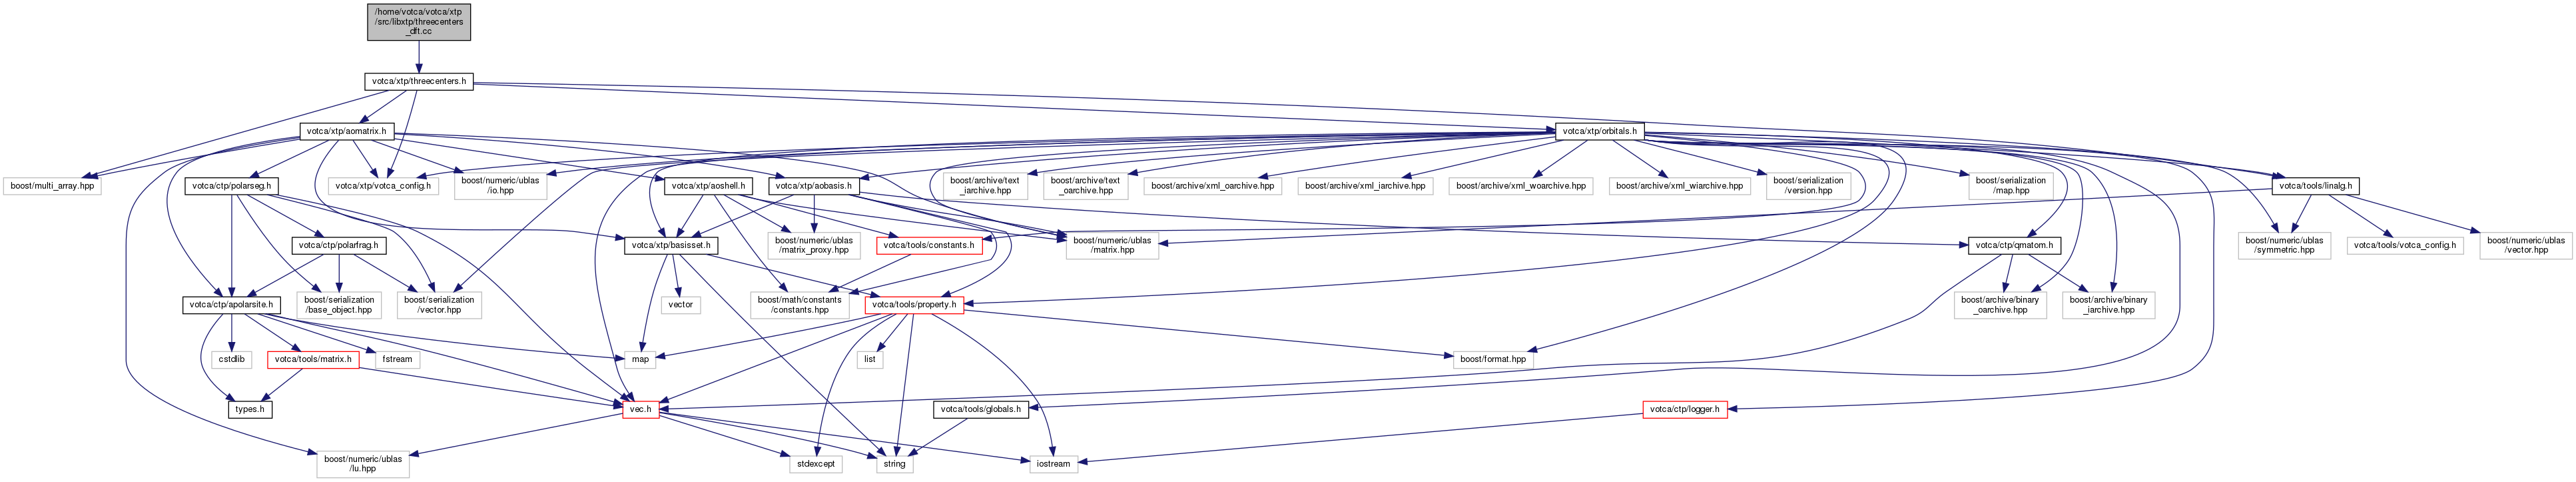 /home/votca/votca/xtp
/src/libxtp/threecenters
_dft.cc
votca/xtp/threecenters.h
votca/xtp/aomatrix.h
votca/xtp/orbitals.h
boost/multi_array.hpp
votca/ctp/polarseg.h
votca/xtp/votca_config.h
boost/numeric/ublas
/io.hpp
votca/xtp/aoshell.h
votca/xtp/aobasis.h
boost/archive/text
_iarchive.hpp
boost/archive/text
_oarchive.hpp
boost/archive/xml_oarchive.hpp
boost/archive/xml_iarchive.hpp
boost/archive/xml_woarchive.hpp
boost/archive/xml_wiarchive.hpp
boost/serialization
/version.hpp
boost/serialization
/map.hpp
votca/tools/linalg.h
votca/ctp/polarfrag.h
votca/xtp/basisset.h
boost/numeric/ublas
/matrix_proxy.hpp
votca/tools/constants.h
boost/numeric/ublas
/matrix.hpp
votca/ctp/qmatom.h
boost/numeric/ublas
/symmetric.hpp
votca/tools/votca_config.h
boost/numeric/ublas
/vector.hpp
votca/ctp/apolarsite.h
boost/serialization
/base_object.hpp
boost/serialization
/vector.hpp
vector
boost/math/constants
/constants.hpp
votca/tools/property.h
boost/archive/binary
_oarchive.hpp
boost/archive/binary
_iarchive.hpp
cstdlib
votca/tools/matrix.h
fstream
map
list
boost/format.hpp
types.h
vec.h
votca/tools/globals.h
votca/ctp/logger.h
boost/numeric/ublas
/lu.hpp
stdexcept
string
iostream